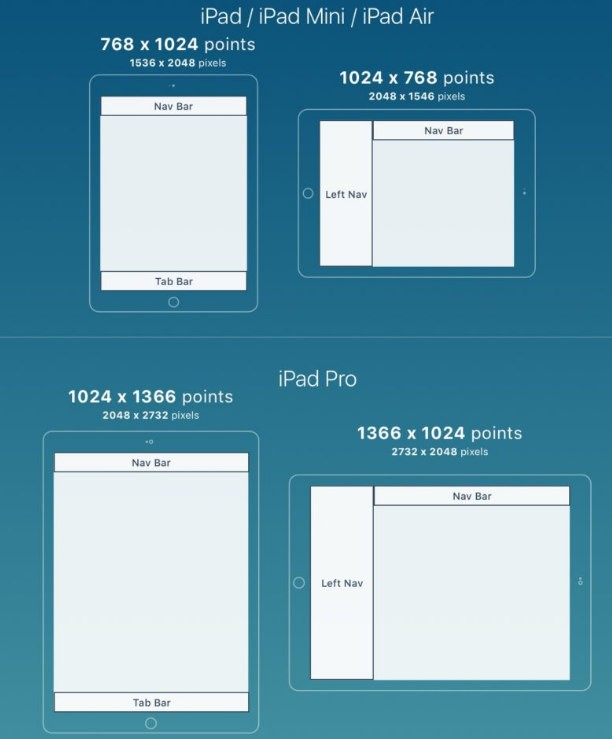 iPad / iPad Mini / iPad Air
768 x 1024 points
1536 x 2048 pixels
Nav Bar
Tab Bar
1024 x 768 points
2048 x 1546 pixels
Nav Bar
Left Nav
iPad Pro
1024 x 1366 points
2048 x 2732 pixels
Nav Bar
Tab Bar
1366 x 1024 points
2732 x 2048 pixels
Nav Bar
Left Nav